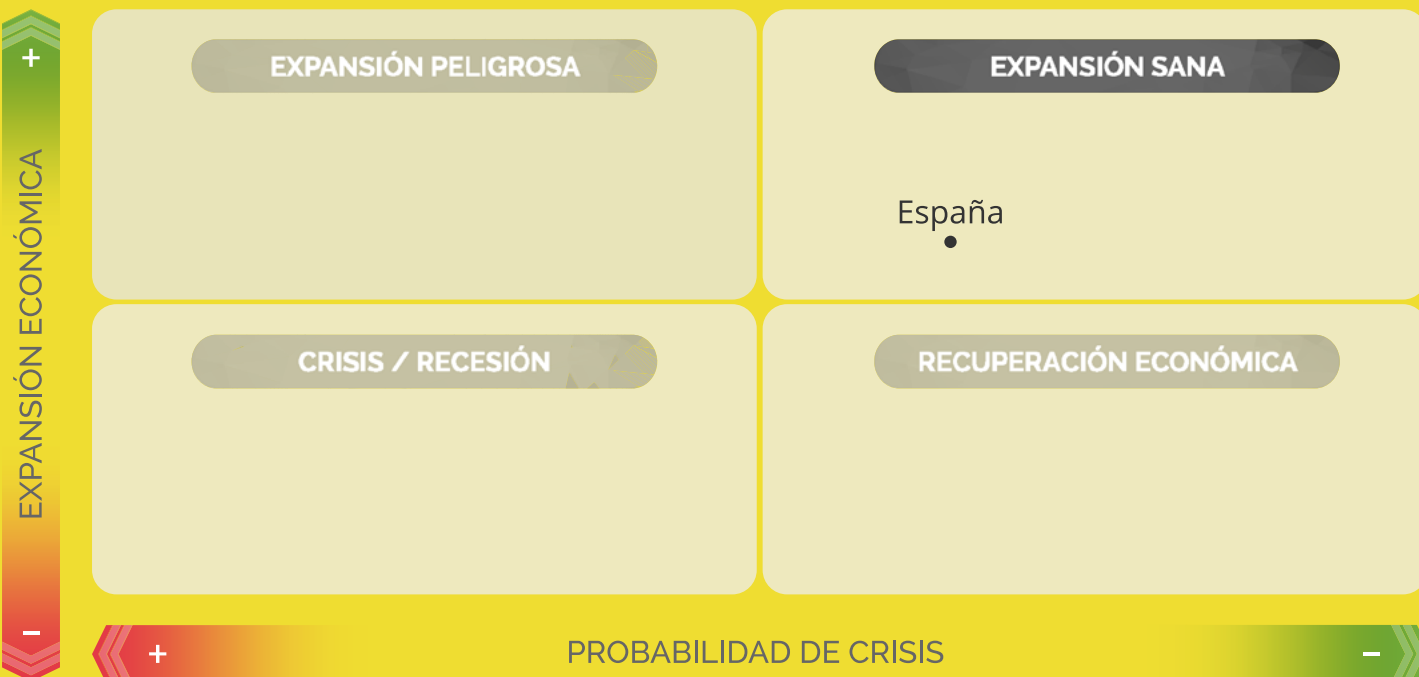 +
EXPANSIÓN ECONÓMICA
−
EXPANSIÓN PELIGROSA
EXPANSIÓN SANA
España
CRISIS / RECESIÓN
RECUPERACIÓN ECONÓMICA
+
PROBABILIDAD DE CRISIS
−